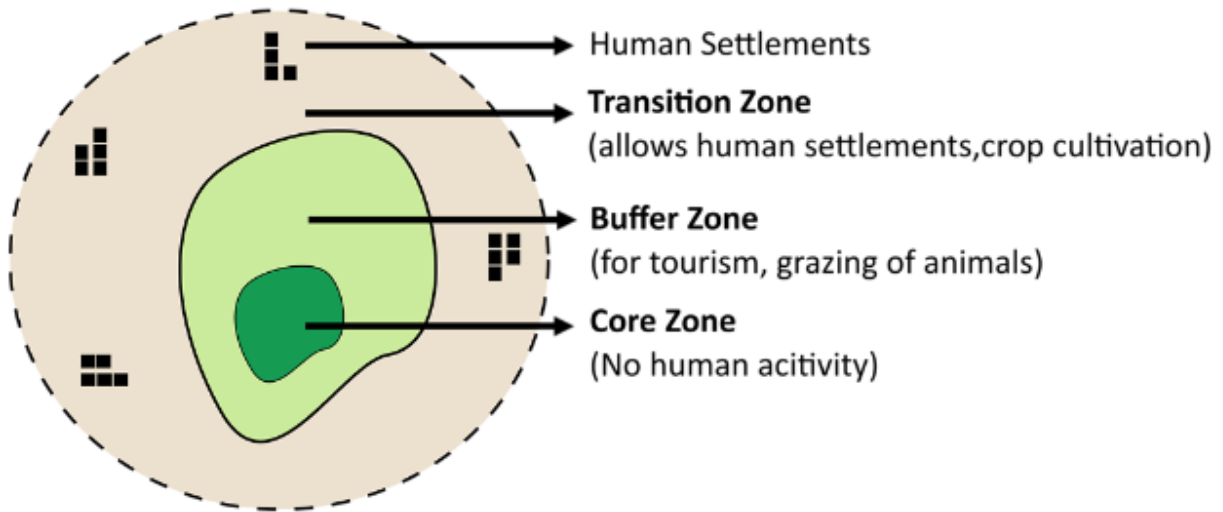 Human Settlements
Transition Zone
(allows human settlements,crop cultivation)
Buffer Zone
(for tourism, grazing of animals)
Core Zone
(No human acitivity)